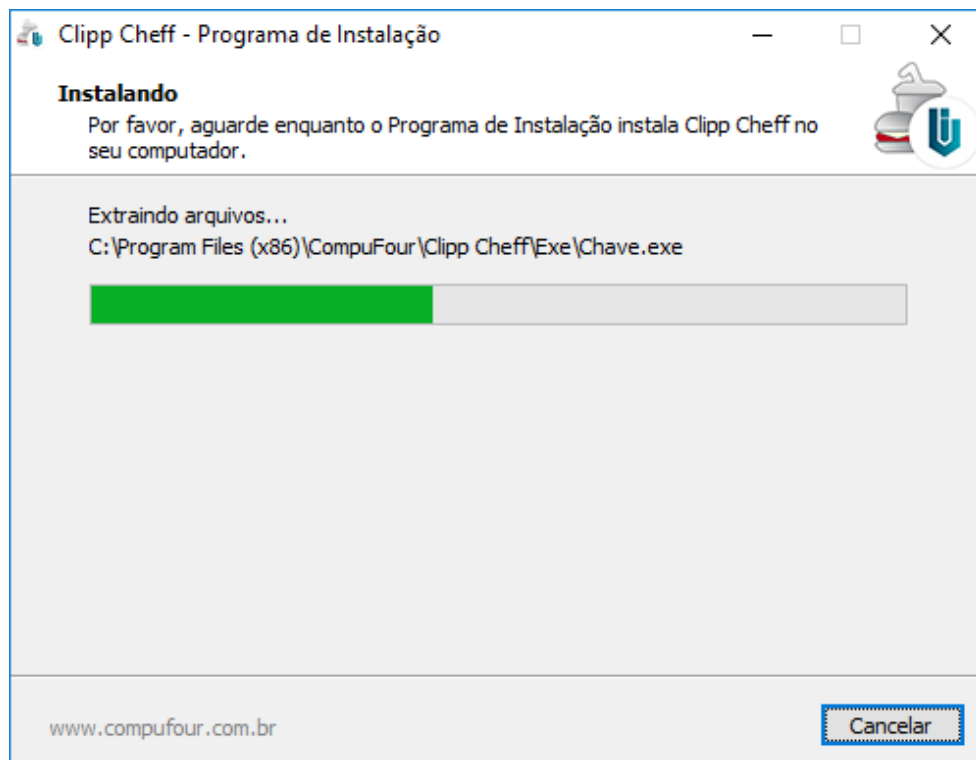 Clipp Cheff - Programa de Instalação
Instalando
Por favor, aguarde enquanto o Programa de Instalação instala Clipp Cheff no
seu computador.
Extraindo arquivos...
C:\Program Files (x86)\CompuFour\Clipp Cheff\Exe\Chave.exe
www.compufour.com.br
Cancelar